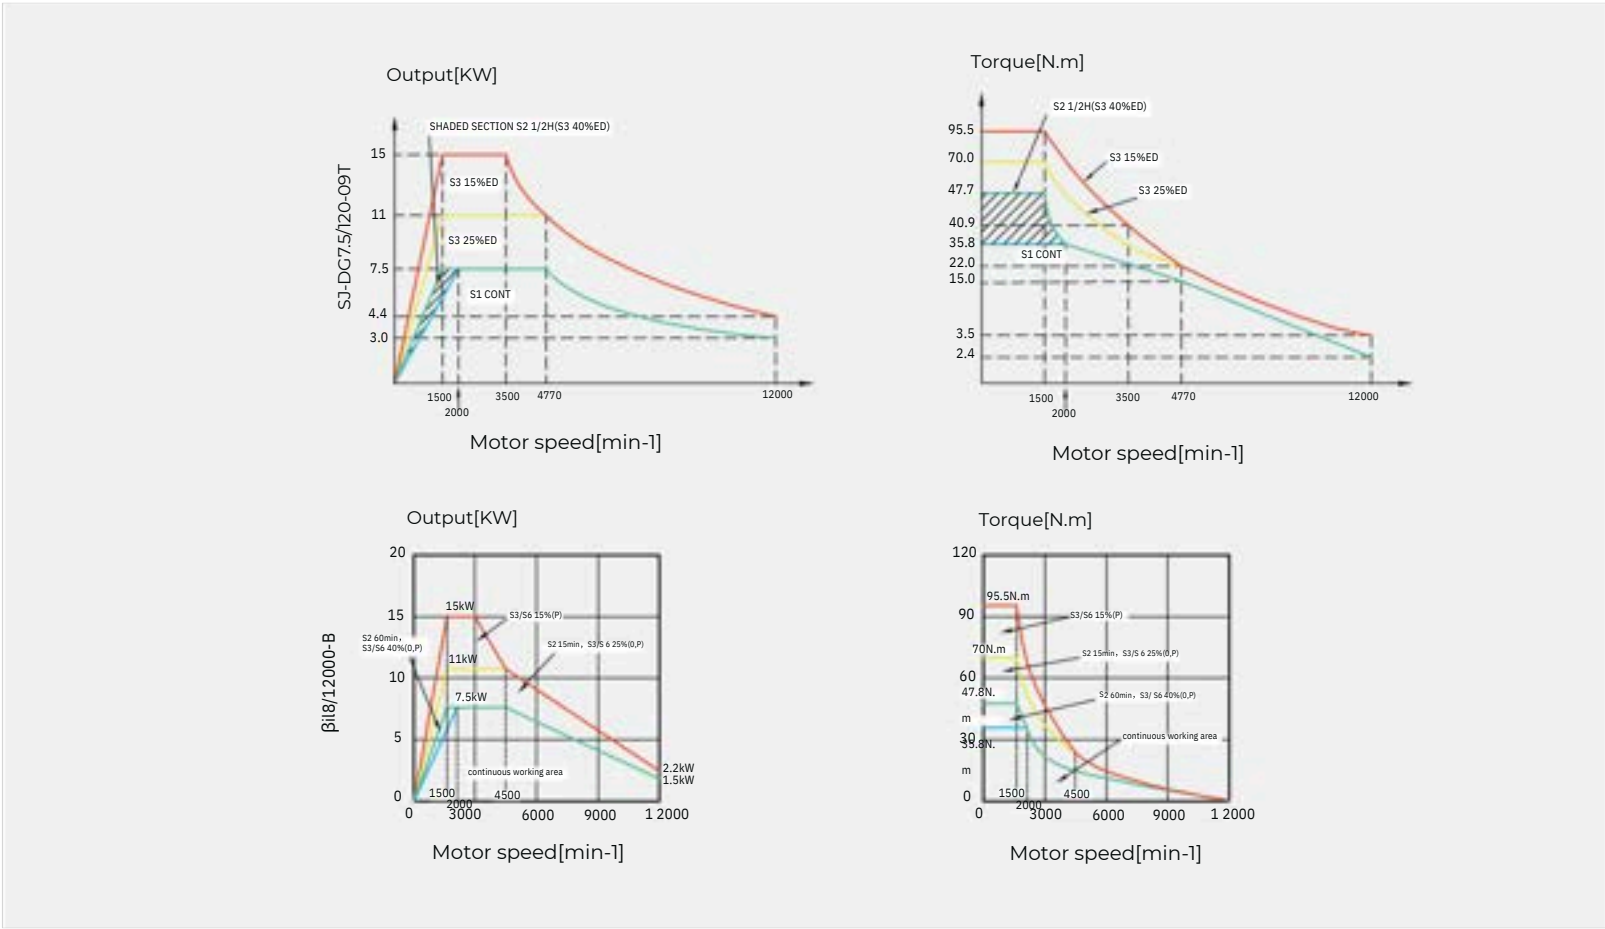 Output[KW]
SHADED SECTION S2 1/2H(S3 40%ED)
15
S3 15%ED
11
S3 25%ED
7.5
S1 CONT
4.4
3.0
1500
3500
4770
12000
2000
SJ-DG7.5/120-09T
Motor speed[min-1]
Torque[N.m]
S2 1/2H(S3 40%ED)
95.5
S3 15%ED
70.0
S3 25%ED
47.7
40.9
35.8
S1 CONT
22.0
15.0
3.5
2.4
1500
3500
4770
12000
2000
Motor speed[min-1]
Output[KW]
20
15kW
15
S3/S6 15%(P)
S2 60min,
S3/S6 40%(0,P)
S2 15min, S3/S 6 25%(0,P)
11kW
10
7.5kW
5
continuous working area
2.2kW
1.5kW
1500
4500
0
2000
0
3000
6000
9000
1 2000
βil8/12000-B
Motor speed[min-1]
Torque[N.m]
120
95.5N.m
90
S3/S6 15%(P)
70N.m
S2 15min, S3/S 6 25%(0,P)
60
47.8N.
S2 60min, S3/ S6 40%(0,P)
m
30
continuous working area
35.8N.
m
1500
4500
0
2000
0
3000
6000
9000
1 2000
Motor speed[min-1]